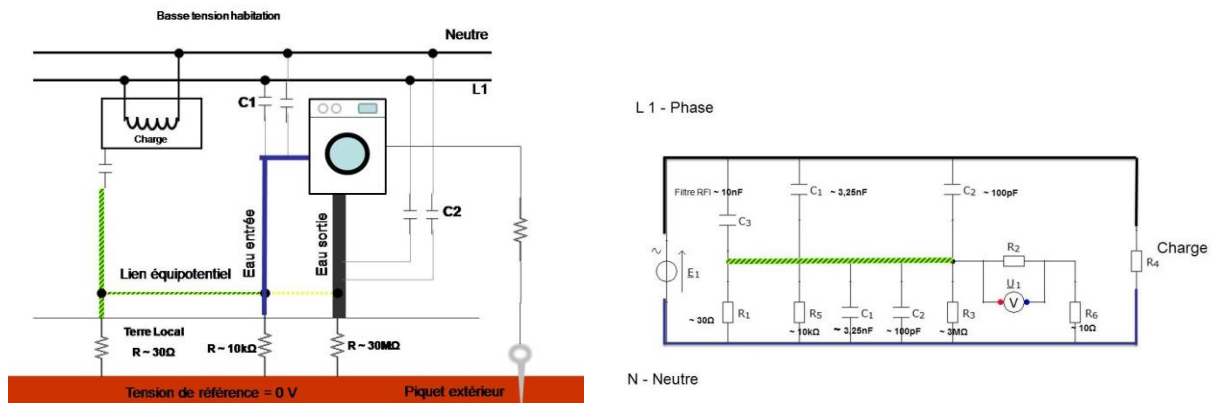 Basse tension habitation
Neutre
L1
C1
Charge
C2
Eau entrée
Eau sortie
Lien équipotentiel
Terre Local
R ~ 30Ω
R ~ 10kΩ
R ~ 30MΩ
Tension de référence = 0 V
Piquet extérieur
L 1 - Phase
Filtre RFI ~ 10nF
C1 ~ 3,25nF
C2 ~ 100pF
C3
R2
Charge
~
E1
U1
V
R4
~ 30Ω
R1
R5
~ 10kΩ
C1
~ 3,25nF
C2
~ 100pF
R3
~ 3MΩ
R6
~ 10Ω
N - Neutre